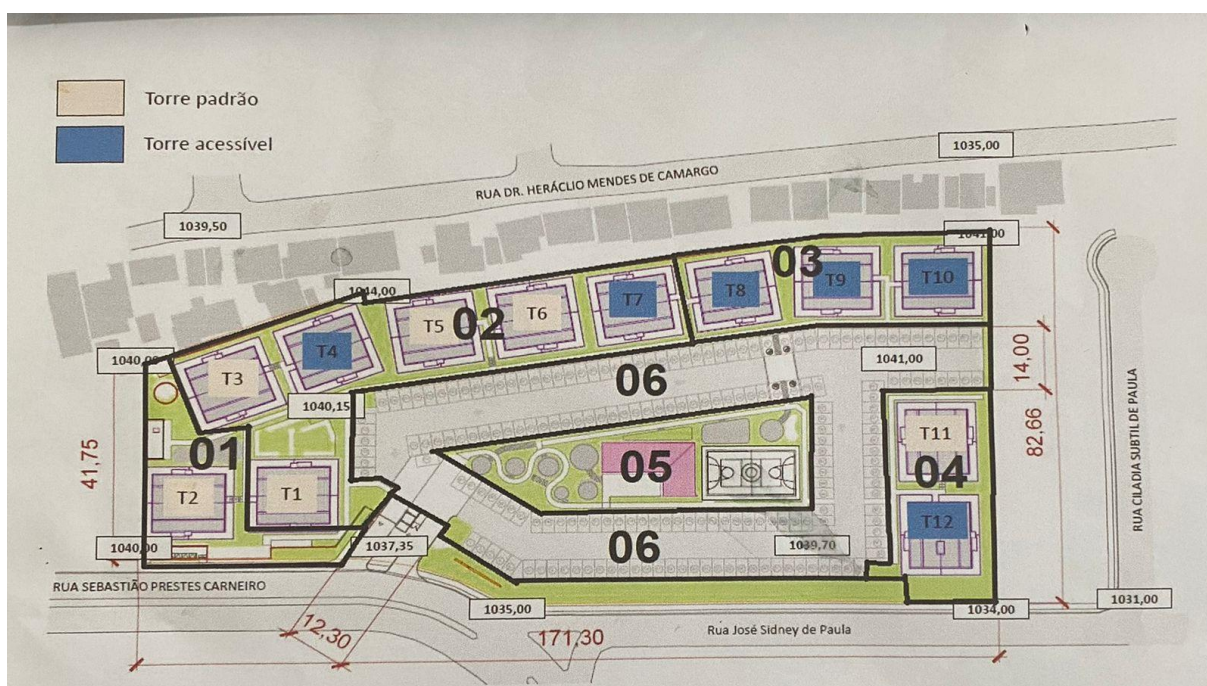 Torre padrão
Torre acessível
1035,00
RUA DR. HERÁCLIO MENDES DE CAMARGO
1039,50
1041,00
03
T10
T9
T8
T7
1044,00
T6
T5
02
T4
T3
1040,00
1040,15
1041,00
14,00
06
82,66
RUA CILADIA SUBTIL DE PAULA
T11
01
41,75
05
04
T2
T1
T12
1040,00
1037,35
06
1039,70
RUA SEBASTIÃO PRESTES CARNEIRO
1035,00
1034,00
1031,00
12,30
171,30
Rua José Sidney de Paula